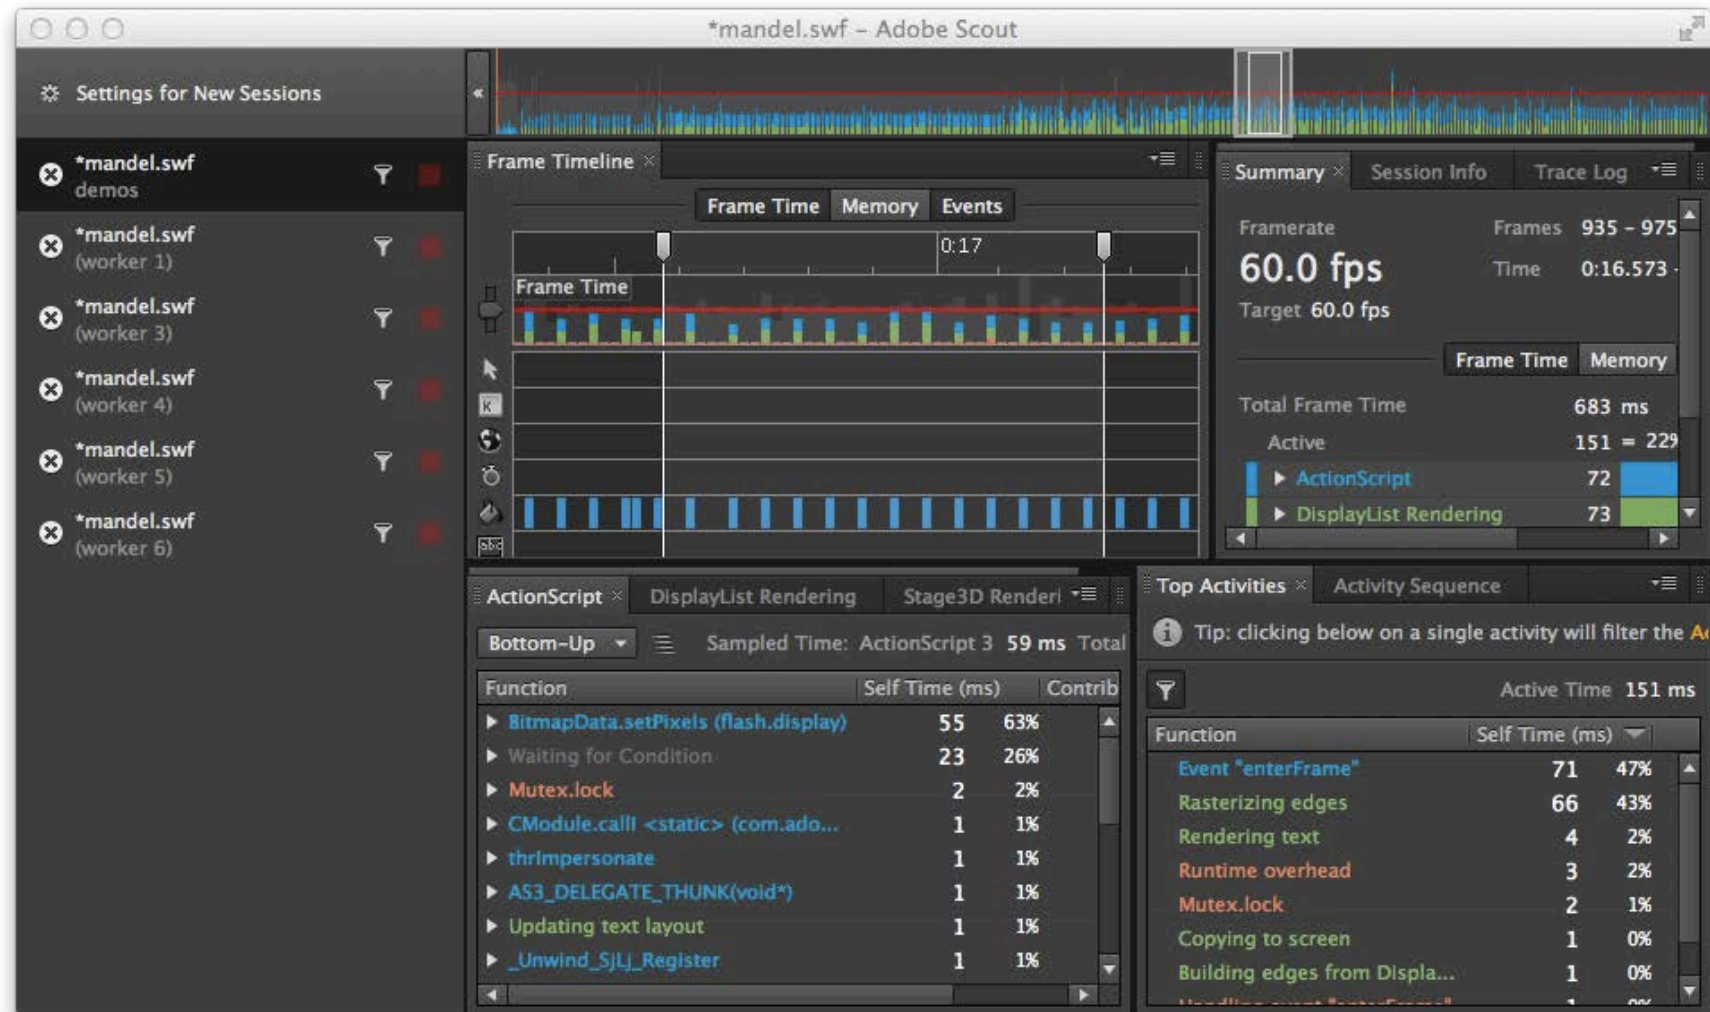 *mandel.swf – Adobe Scout
Settings for New Sessions
«
*mandel.swf
demos
*mandel.swf
(worker 1)
*mandel.swf
(worker 3)
*mandel.swf
(worker 4)
*mandel.swf
(worker 5)
*mandel.swf
(worker 6)
Frame Timeline ×
Frame Time Memory Events
0:17
Frame Time
K
abc
Summary × Session Info Trace Log
Framerate Frames 935 – 975
60.0 fps Time 0:16.573 -
Target 60.0 fps
Frame Time Memory
Total Frame Time 683 ms
Active 151 = 22%
ActionScript 72
DisplayList Rendering 73
ActionScript × DisplayList Rendering Stage3D Renderi
Bottom-Up Sampled Time: ActionScript 3 59 ms Total
Function Self Time (ms) Contrib
BitmapData.setPixels (flash.display) 55 63%
Waiting for Condition 23 26%
Mutex.lock 2 2%
CModule.callI <static> (com.ado... 1 1%
thrImpersonate 1 1%
AS3_DELEGATE_THUNK(void*) 1 1%
Updating text layout 1 1%
_Unwind_SjLj_Register 1 1%
Top Activities × Activity Sequence
Tip: clicking below on a single activity will filter the
Active Time 151 ms
Function Self Time (ms)
Event "enterFrame" 71 47%
Rasterizing edges 66 43%
Rendering text 4 2%
Runtime overhead 3 2%
Mutex.lock 2 1%
Copying to screen 1 0%
Building edges from Displa... 1 0%
Handling event "enterFrame" 1 0%